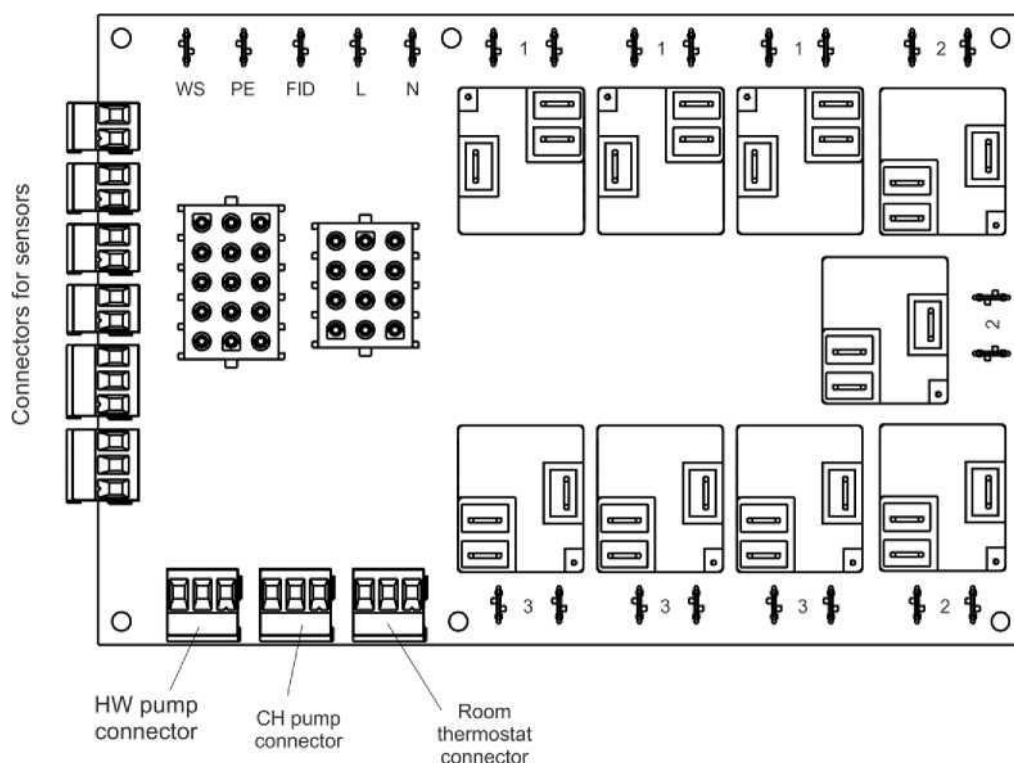 1 1 1 2
WS PE FID L N
Connectors for sensors
2
3 3 3 2
HW pump
connector
CH pump
connector
Room
thermostat
connector